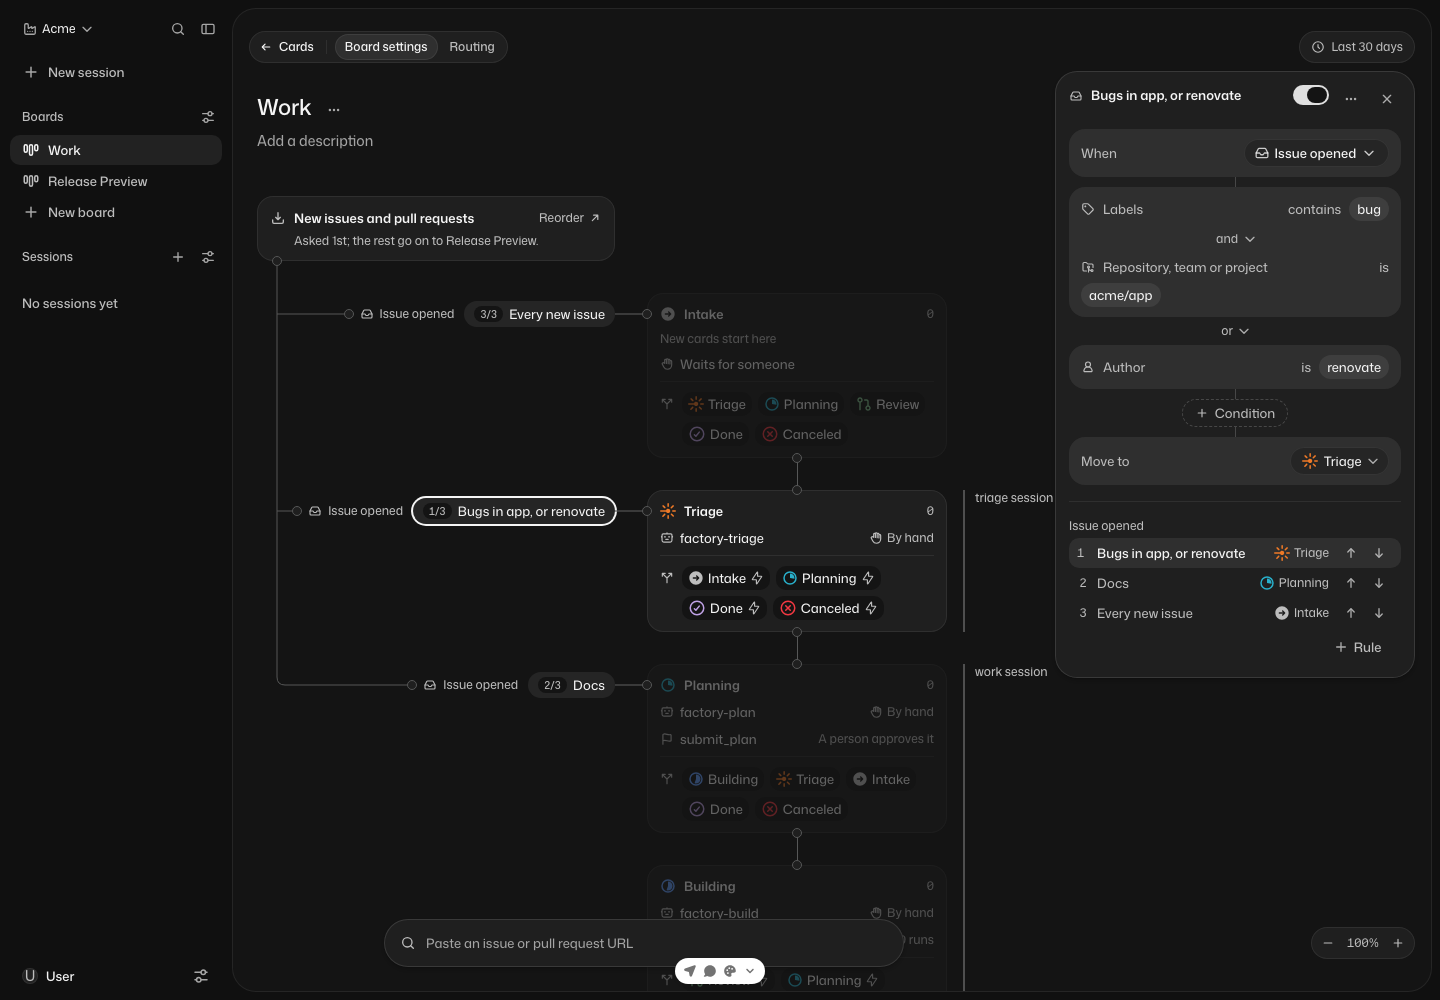 Acme
New session
Boards
Work
Release Preview
New board
Sessions
No sessions yet
U User
Cards Board settings Routing
Last 30 days
Work ...
Add a description
New issues and pull requests Reorder
Asked 1st; the rest go on to Release Preview.
Issue opened 3/3 Every new issue
Intake 0
New cards start here
Waits for someone
Triage Planning Review
Done Canceled
Issue opened 1/3 Bugs in app, or renovate
Triage 0
factory-triage By hand
Intake Planning
Done Canceled
triage session
Issue opened 2/3 Docs
Planning 0
factory-plan By hand
submit_plan A person approves it
Building Triage Intake
Done Canceled
work session
Building 0
factory-build By hand
runs
Planning
Paste an issue or pull request URL
Bugs in app, or renovate ...
When Issue opened
Labels contains bug
and
Repository, team or project is
acme/app
or
Author is renovate
+ Condition
Move to Triage
Issue opened
1 Bugs in app, or renovate Triage
2 Docs Planning
3 Every new issue Intake
+ Rule
− 100% +